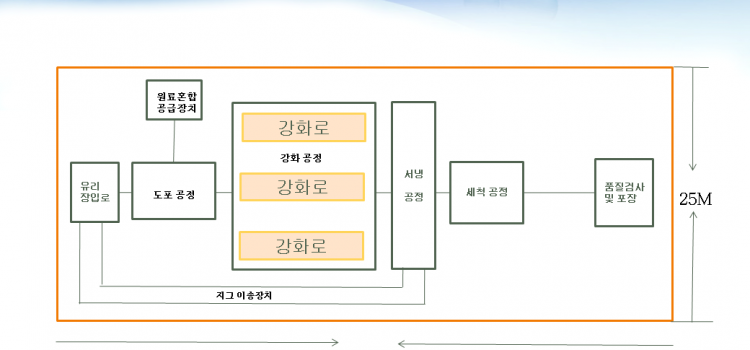 원료혼합
공급장치
강화로
강화 공정
강화로
강화로
유리
장입로
도포 공정
서냉
공정
세척 공정
품질검사
및 포장
25M
지그 이송장치